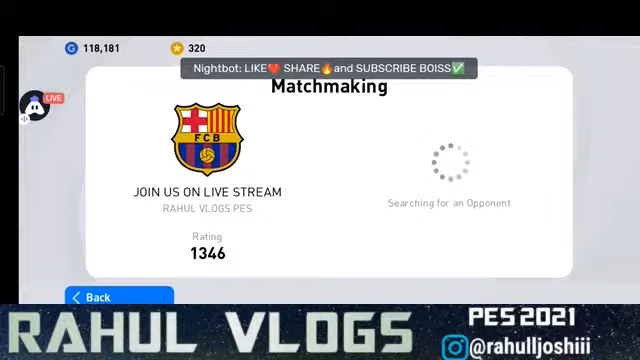 G 118,181 320
Nightbot: LIKE❤️ SHARE🔥and SUBSCRIBE BOISS✅
Matchmaking
LIVE
FCB
JOIN US ON LIVE STREAM
RAHUL VLOGS PES
Searching for an Opponent
Rating
1346
Back
RAHUL VLOGS
PES 2021
@rahulljoshiii